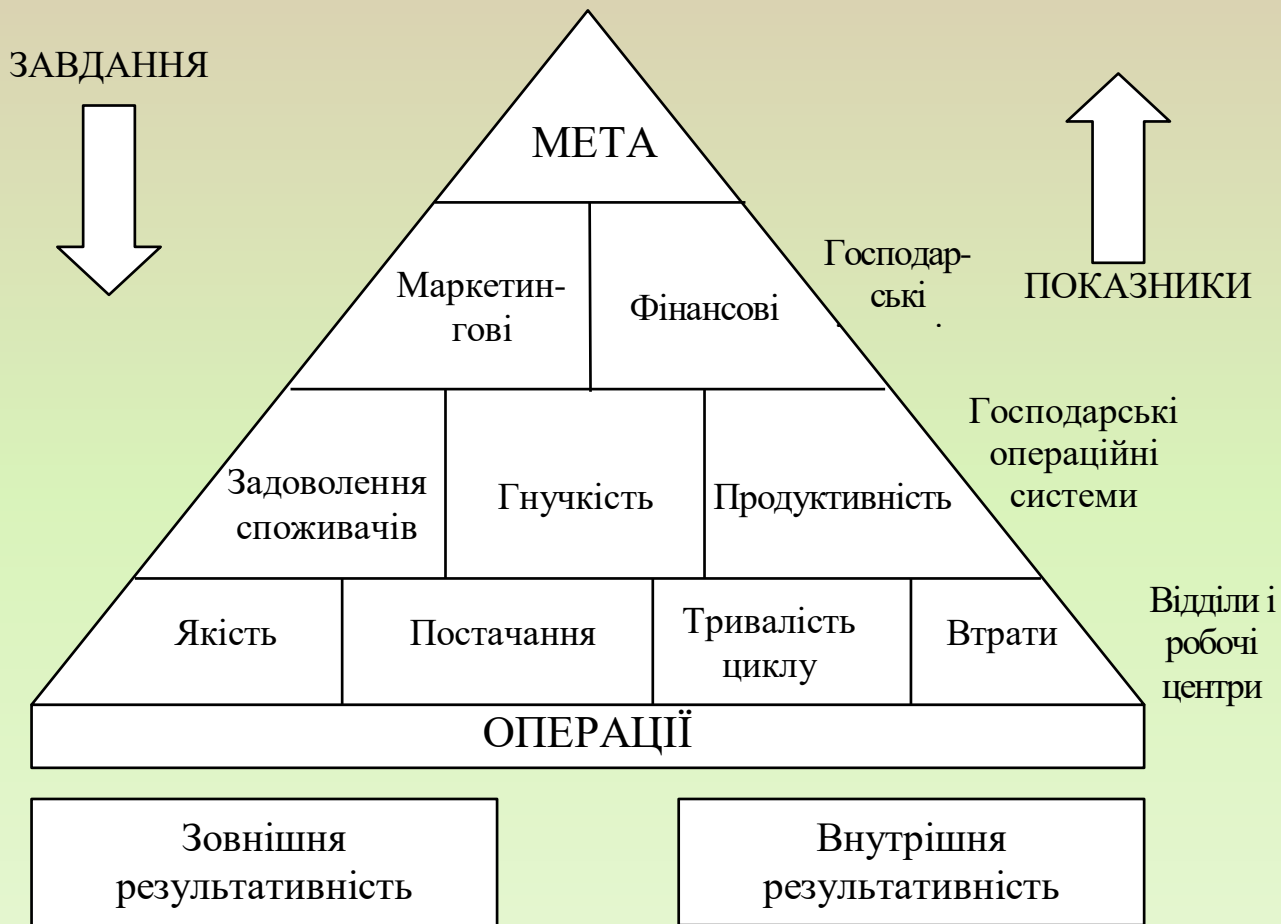 ЗАВДАННЯ
МЕТА
Маркетин-
гові
Фінансові
Господар-
ські
ПОКАЗНИКИ
Задоволення
споживачів
Гнучкість
Продуктивність
Господарські
операційні
системи
Якість
Постачання
Тривалість
циклу
Втрати
Відділи і
робочі
центри
ОПЕРАЦІЇ
Зовнішня
результативність
Внутрішня
результативність